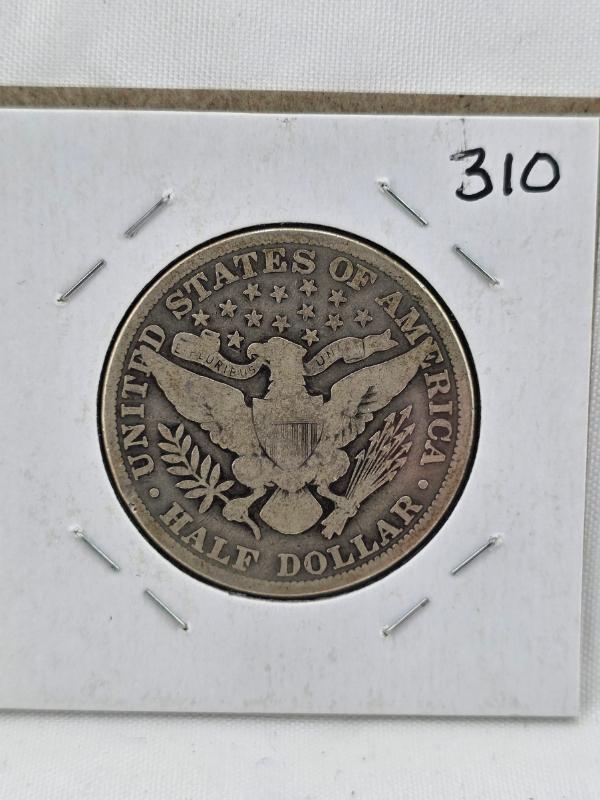 310
UNITED STATES OF AMERICA
E PLURIBUS UNUM
· HALF DOLLAR ·